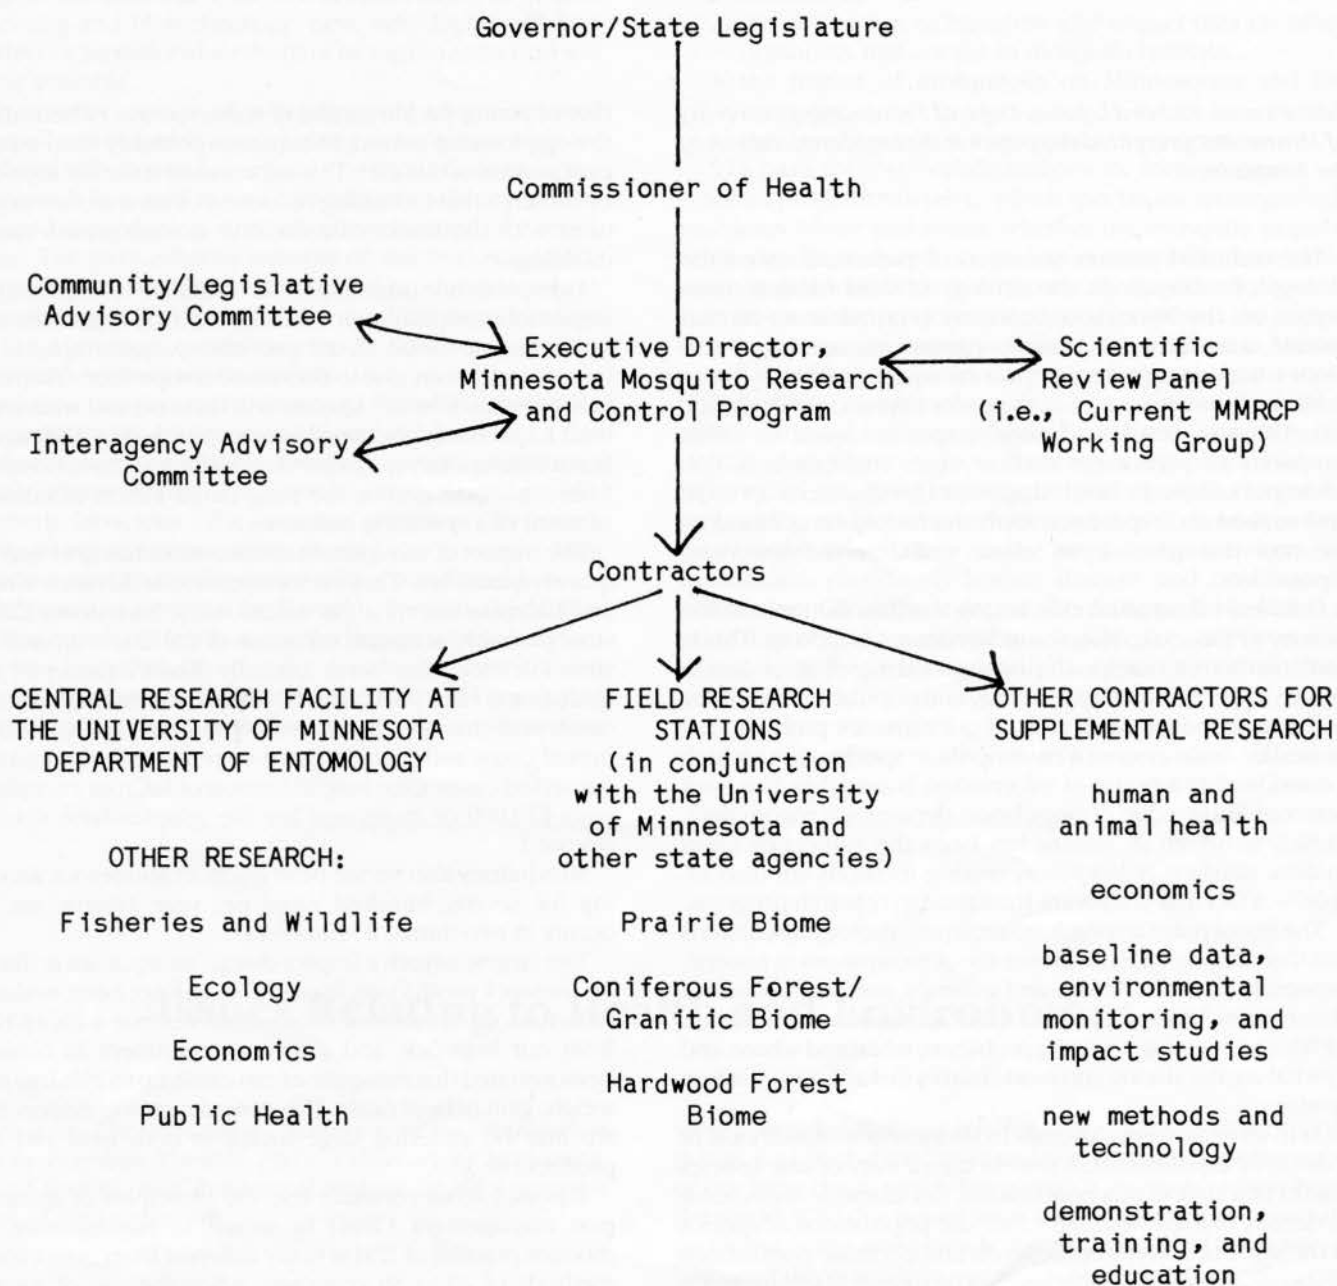 Governor/State Legislature
Commissioner of Health
Community/Legislative
Advisory Committee
Executive Director,
Minnesota Mosquito Research
and Control Program
Scientific
Review Panel
(i.e., Current MMRCP
Working Group)
Interagency Advisory
Committee
Contractors
CENTRAL RESEARCH FACILITY AT
THE UNIVERSITY OF MINNESOTA
DEPARTMENT OF ENTOMOLOGY
OTHER RESEARCH:
Fisheries and Wildlife
Ecology
Economics
Public Health
FIELD RESEARCH
STATIONS
(in conjunction
with the University
of Minnesota and
other state agencies)
Prairie Biome
Coniferous Forest/
Granitic Biome
Hardwood Forest
Biome
OTHER CONTRACTORS FOR
SUPPLEMENTAL RESEARCH
human and
animal health
economics
baseline data,
environmental
monitoring, and
impact studies
new methods and
technology
demonstration,
training, and
education